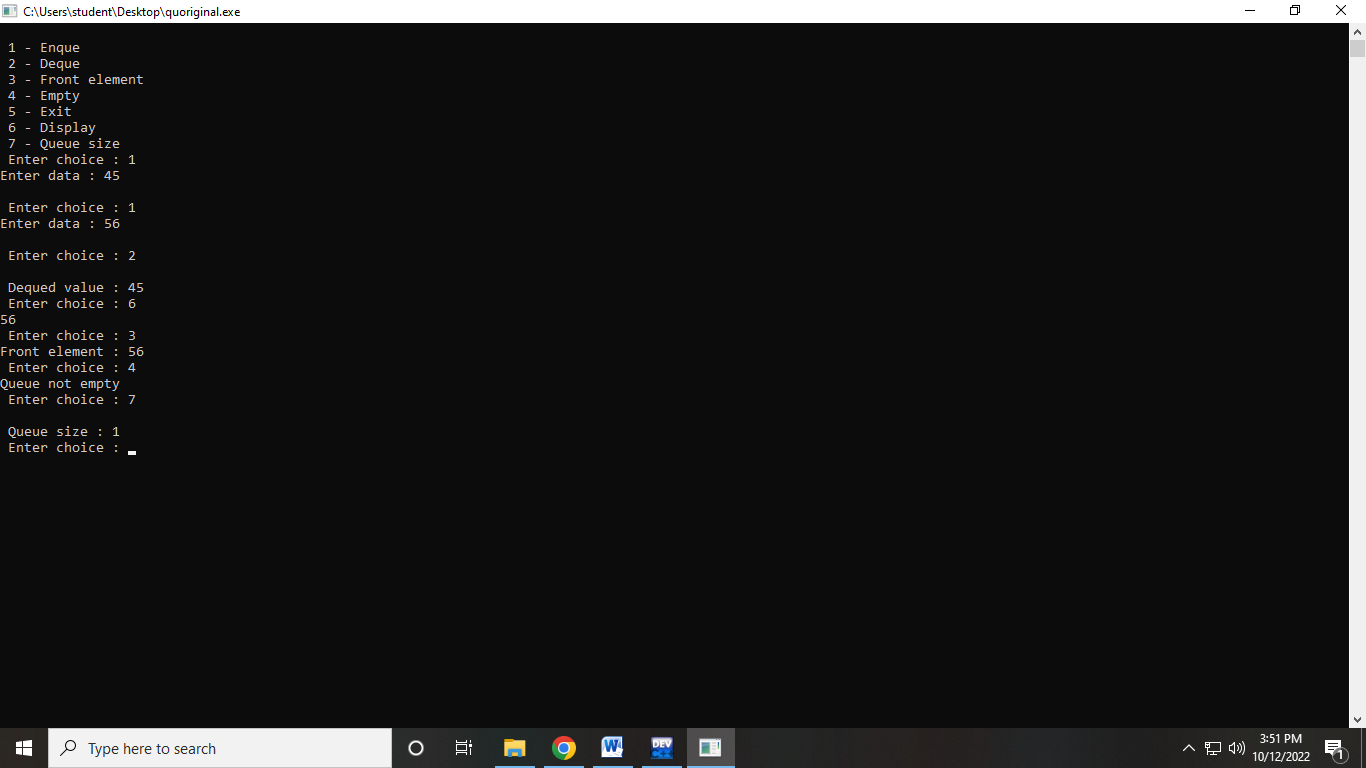 C:\Users\student\Desktop\quoriginal.exe
1 - Enque
2 - Deque
3 - Front element
4 - Empty
5 - Exit
6 - Display
7 - Queue size
Enter choice : 1
Enter data : 45
Enter choice : 1
Enter data : 56
Enter choice : 2
Dequed value : 45
Enter choice : 6
56
Enter choice : 3
Front element : 56
Enter choice : 4
Queue not empty
Enter choice : 7
Queue size : 1
Enter choice :
Type here to search
W
DEV
3:51 PM
10/12/2022
1